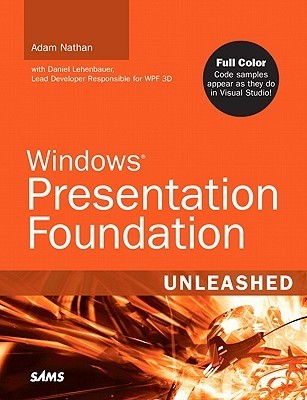 Adam Nathan
with Daniel Lehenbauer,
Lead Developer Responsible for WPF 3D
Full Color
Code samples
appear as they do
in Visual Studio!
Windows®
Presentation
Foundation
UNLEASHED
SAMS